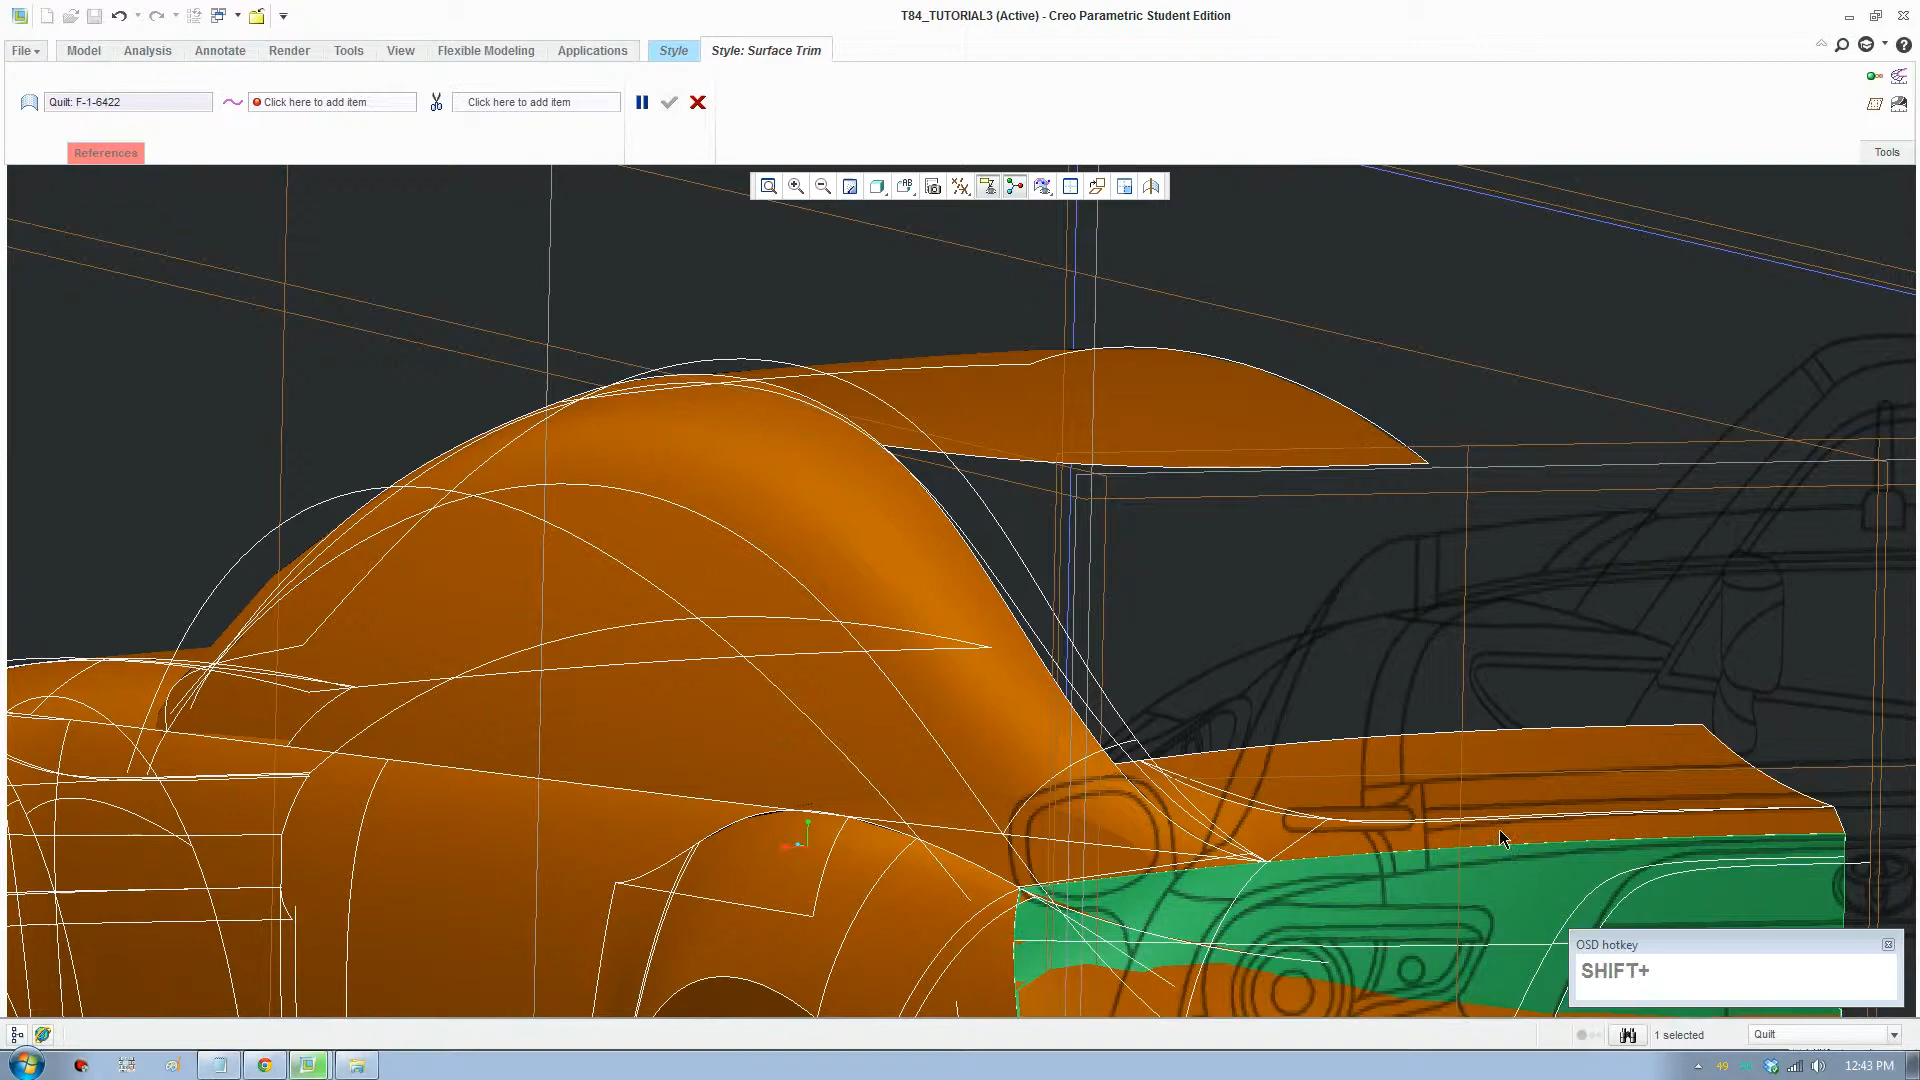 T84_TUTORIAL3 (Active) - Creo Parametric Student Edition
File
Model
Analysis
Annotate
Render
Tools
View
Flexible Modeling
Applications
Style
Style: Surface Trim
Quilt: F-1-6422
Click here to add item
Click here to add item
References
Tools
OSD hotkey
SHIFT+
1 selected
Quilt
49
12:43 PM